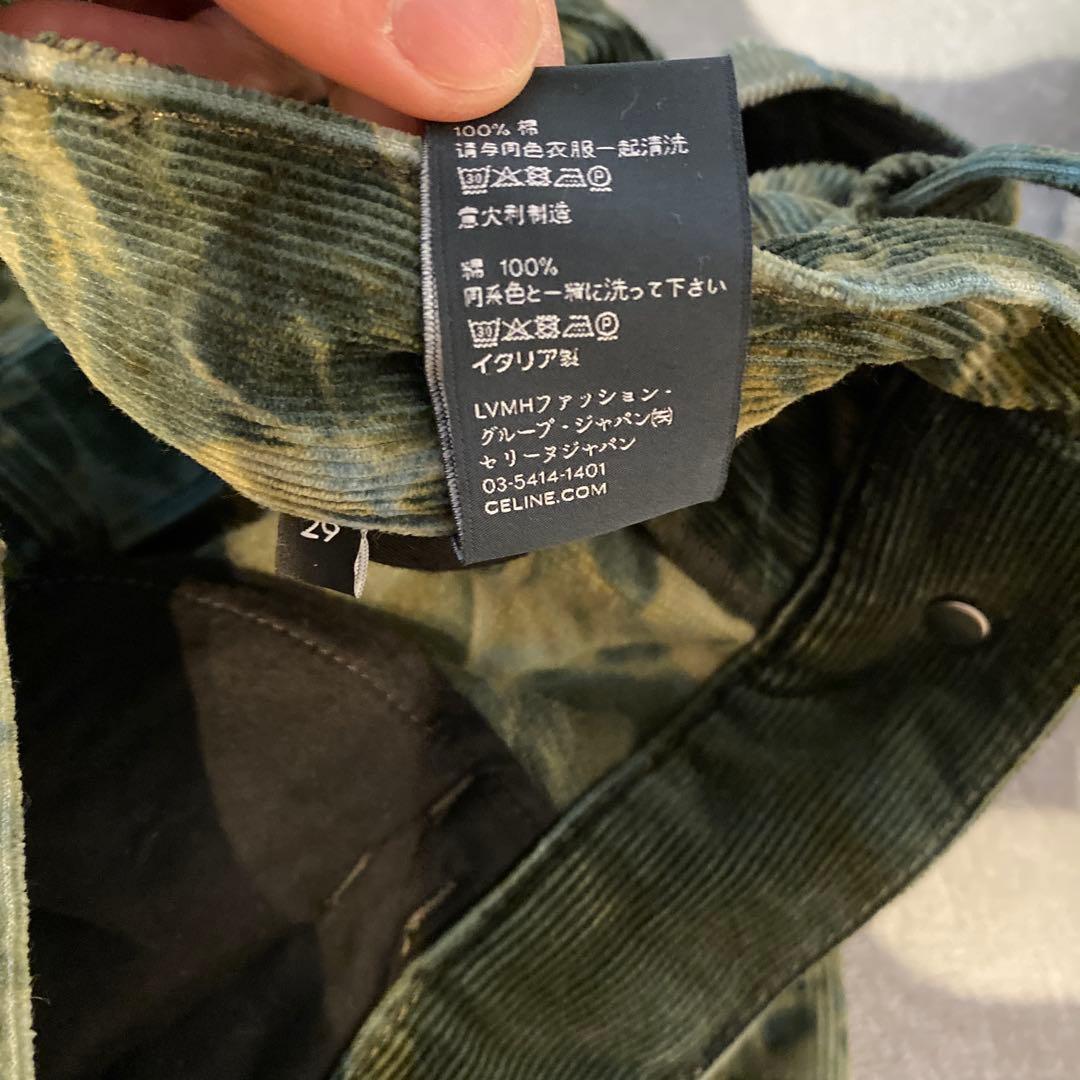 100% 棉
请与同色衣服一起清洗
30 P
意大利制造
綿 100%
同系色と一緒に洗って下さい
30 P
イタリア製
LVMHファッション・
グループ・ジャパン㈱
セリーヌジャパン
03-5414-1401
CELINE.COM
29